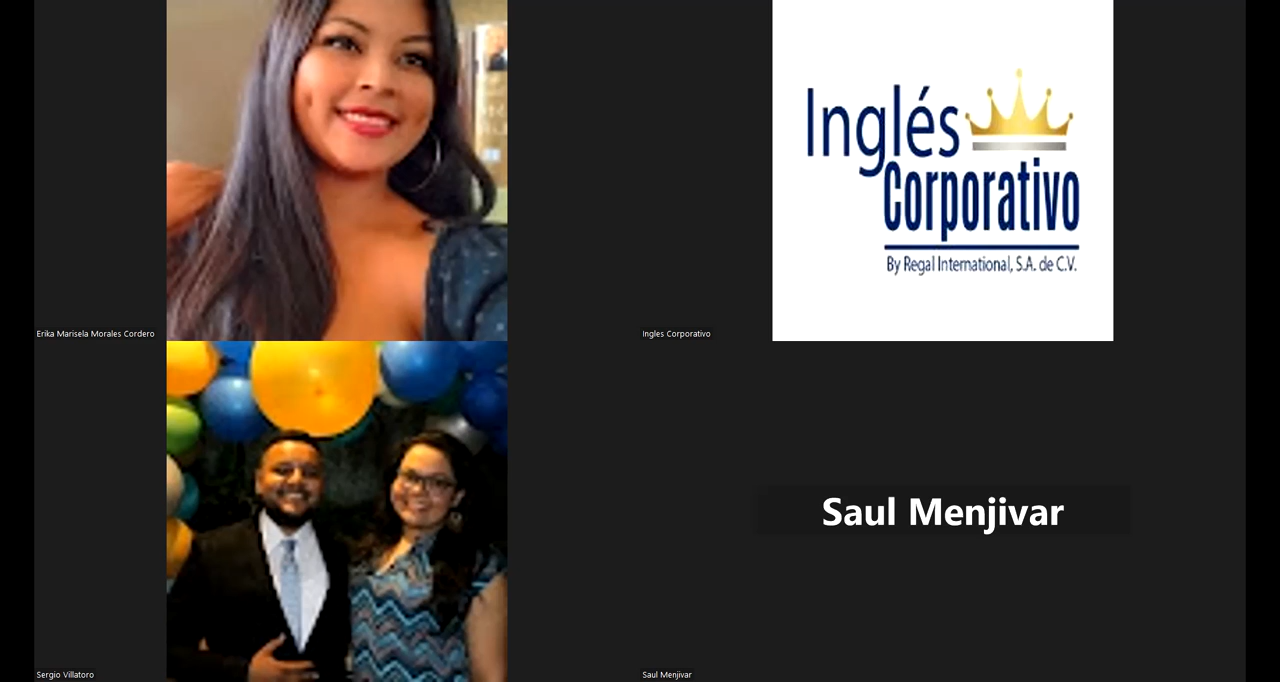 Inglés
Corporativo
By Regal International, S.A. de C.V.
Erika Marisela Morales Cordero
Ingles Corporativo
Saul Menjivar
Sergio Villatoro
Saul Menjivar